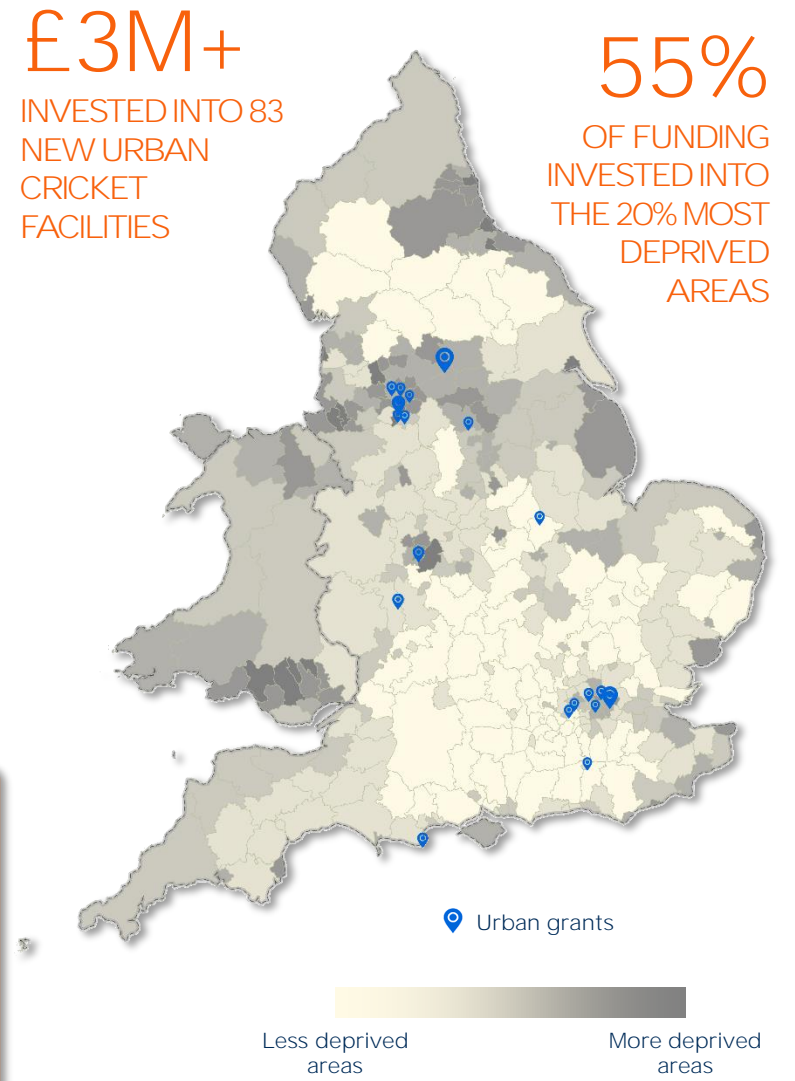 £3M+
INVESTED INTO 83
NEW URBAN
CRICKET
FACILITIES
55%
OF FUNDING
INVESTED INTO
THE 20% MOST
DEPRIVED
AREAS
Urban grants
Less deprived
areas
More deprived
areas